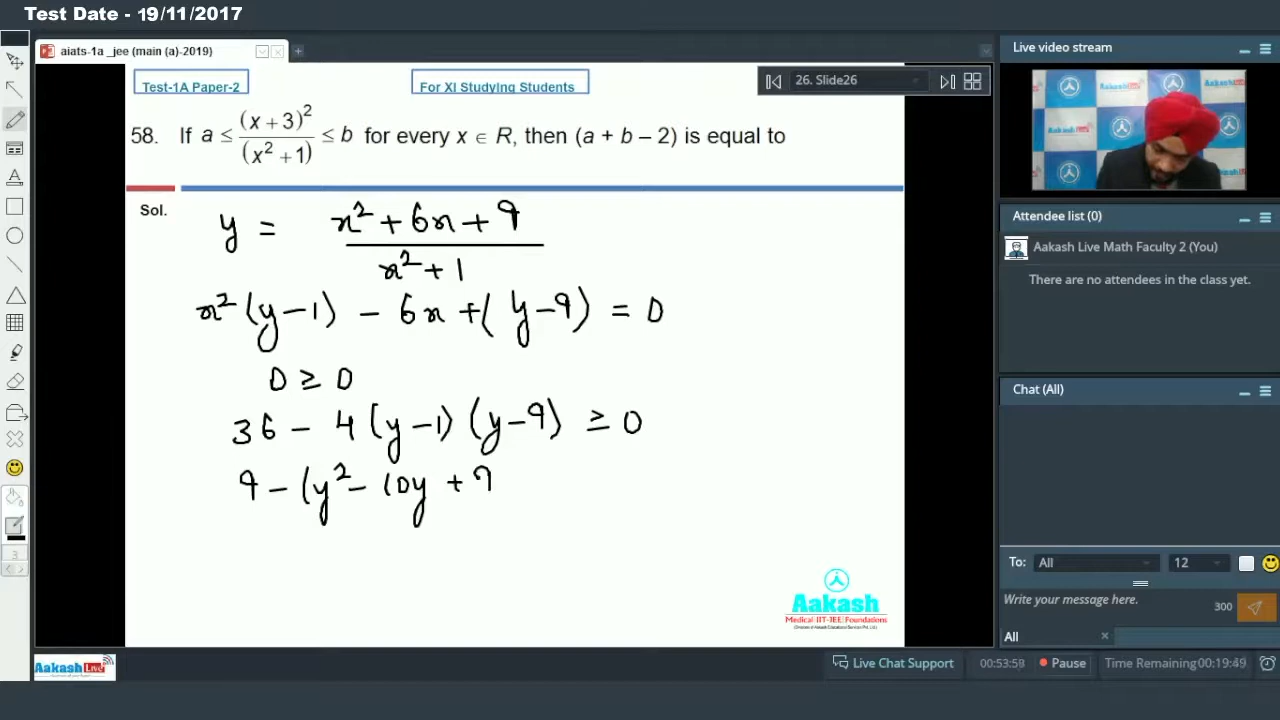 Test Date - 19/11/2017
aiats-1a _jee (main (a)-2019)
Test-1A Paper-2
For XI Studying Students
26. Slide26
58. If a ≤ (x + 3)² / (x² + 1) ≤ b for every x ∈ R, then (a + b – 2) is equal to
Sol.
y = x² + 6x + 9 / x² + 1
x² (y – 1) – 6x + (y – 9) = 0
D ≥ 0
36 – 4 (y – 1) (y – 9) ≥ 0
9 – (y² – 10y + 9
Aakash
Medical | IIT-JEE | Foundations
Live video stream
Attendee list (0)
Aakash Live Math Faculty 2 (You)
There are no attendees in the class yet.
Chat (All)
To: All 12
Write your message here.
300
All
3
Aakash Live
Live Chat Support
00:53:58
Pause
Time Remaining 00:19:49